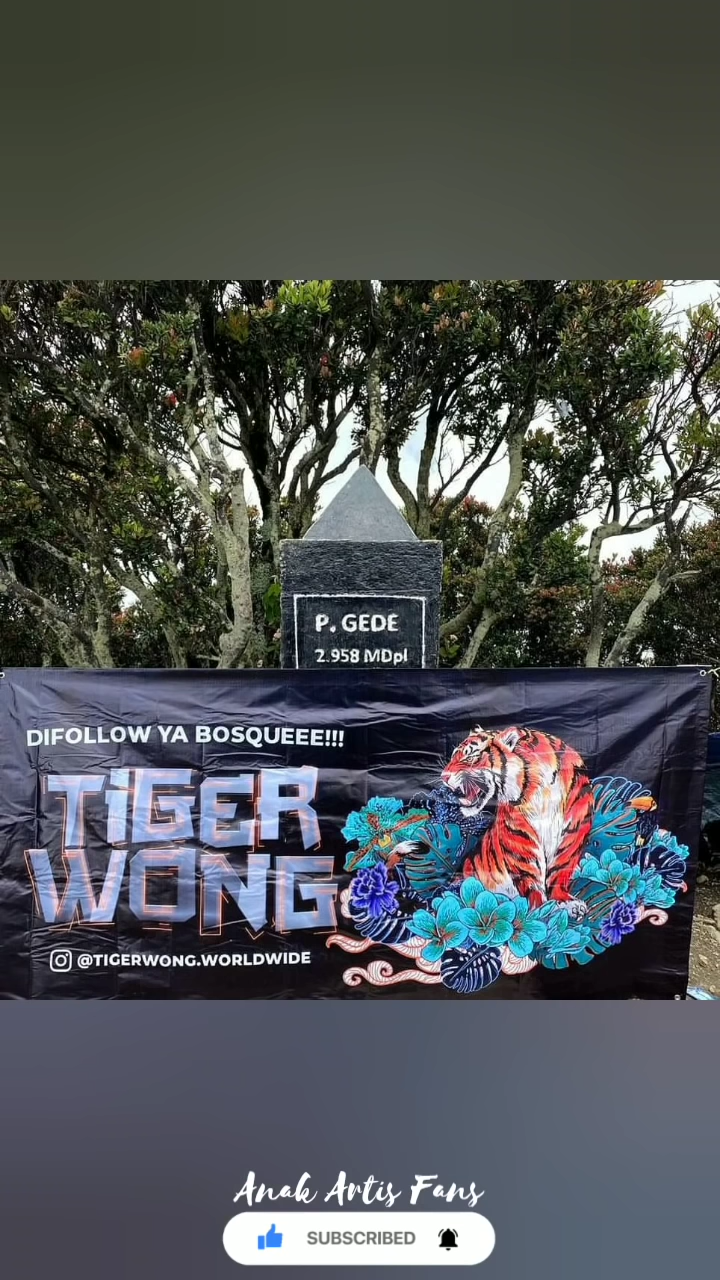 P. GEDE
2.958 MDpl
DIFOLLOW YA BOSQUEEE!!!
TIGER
WONG
@TIGERWONG.WORLDWIDE
Anak Artis Fans
SUBSCRIBED